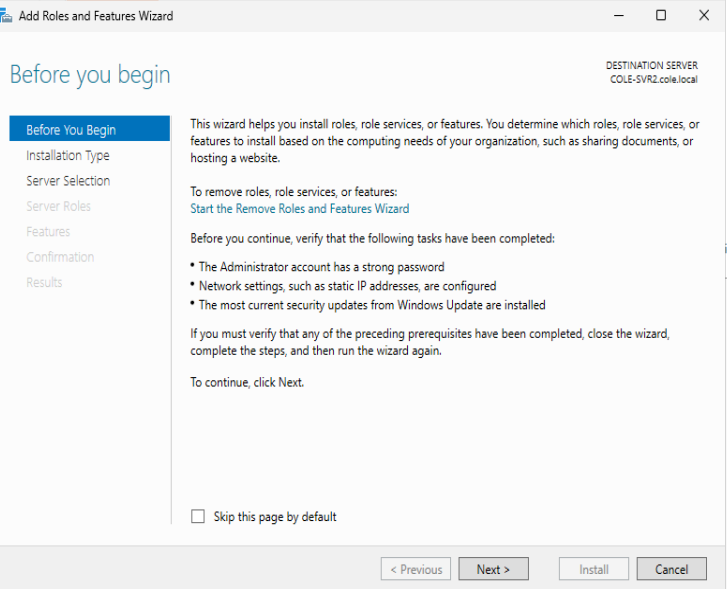 Add Roles and Features Wizard
Before you begin
DESTINATION SERVER
COLE-SVR2.cole.local
Before You Begin
Installation Type
Server Selection
Server Roles
Features
Confirmation
Results
This wizard helps you install roles, role services, or features. You determine which roles, role services, or
features to install based on the computing needs of your organization, such as sharing documents, or
hosting a website.
To remove roles, role services, or features:
Start the Remove Roles and Features Wizard
Before you continue, verify that the following tasks have been completed:
• The Administrator account has a strong password
• Network settings, such as static IP addresses, are configured
• The most current security updates from Windows Update are installed
If you must verify that any of the preceding prerequisites have been completed, close the wizard,
complete the steps, and then run the wizard again.
To continue, click Next.
Skip this page by default
< Previous
Next >
Install
Cancel